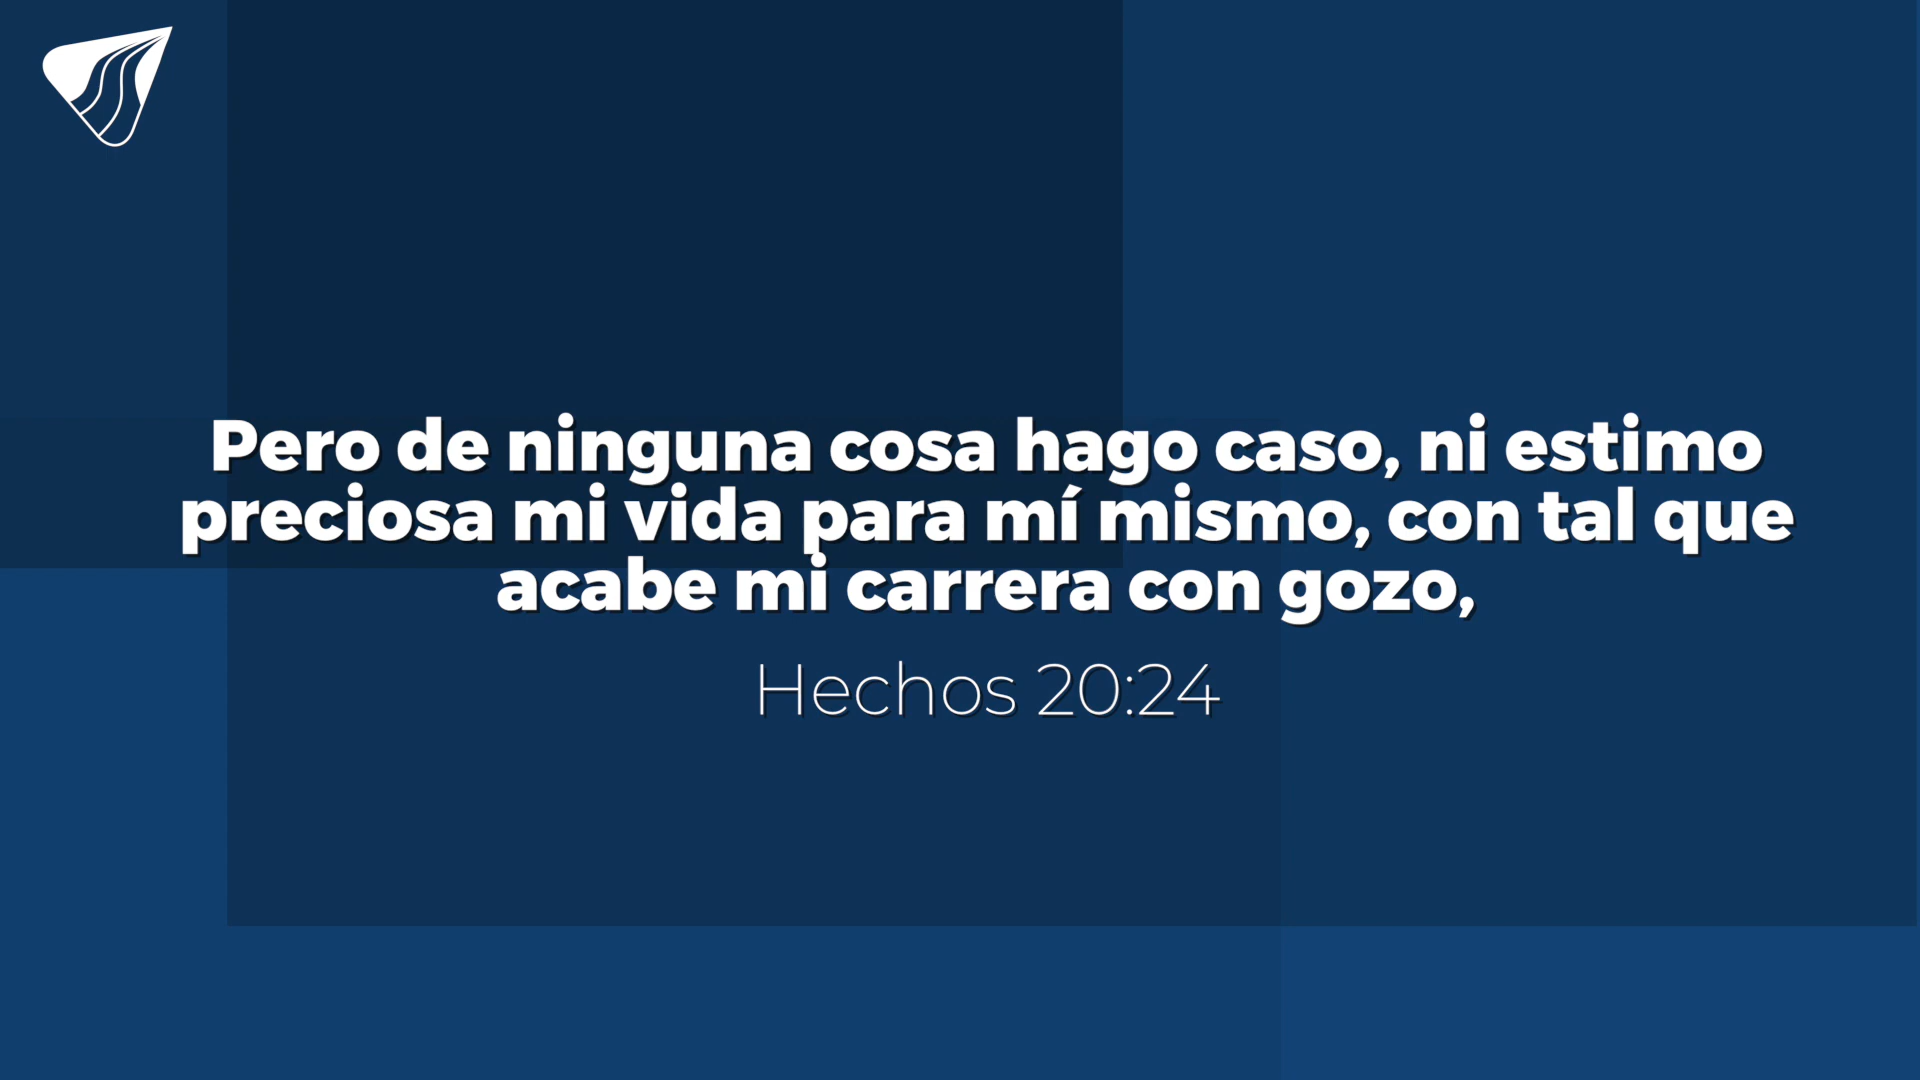 Pero de ninguna cosa hago caso, ni estimo
preciosa mi vida para mí mismo, con tal que
acabe mi carrera con gozo,
Hechos 20:24